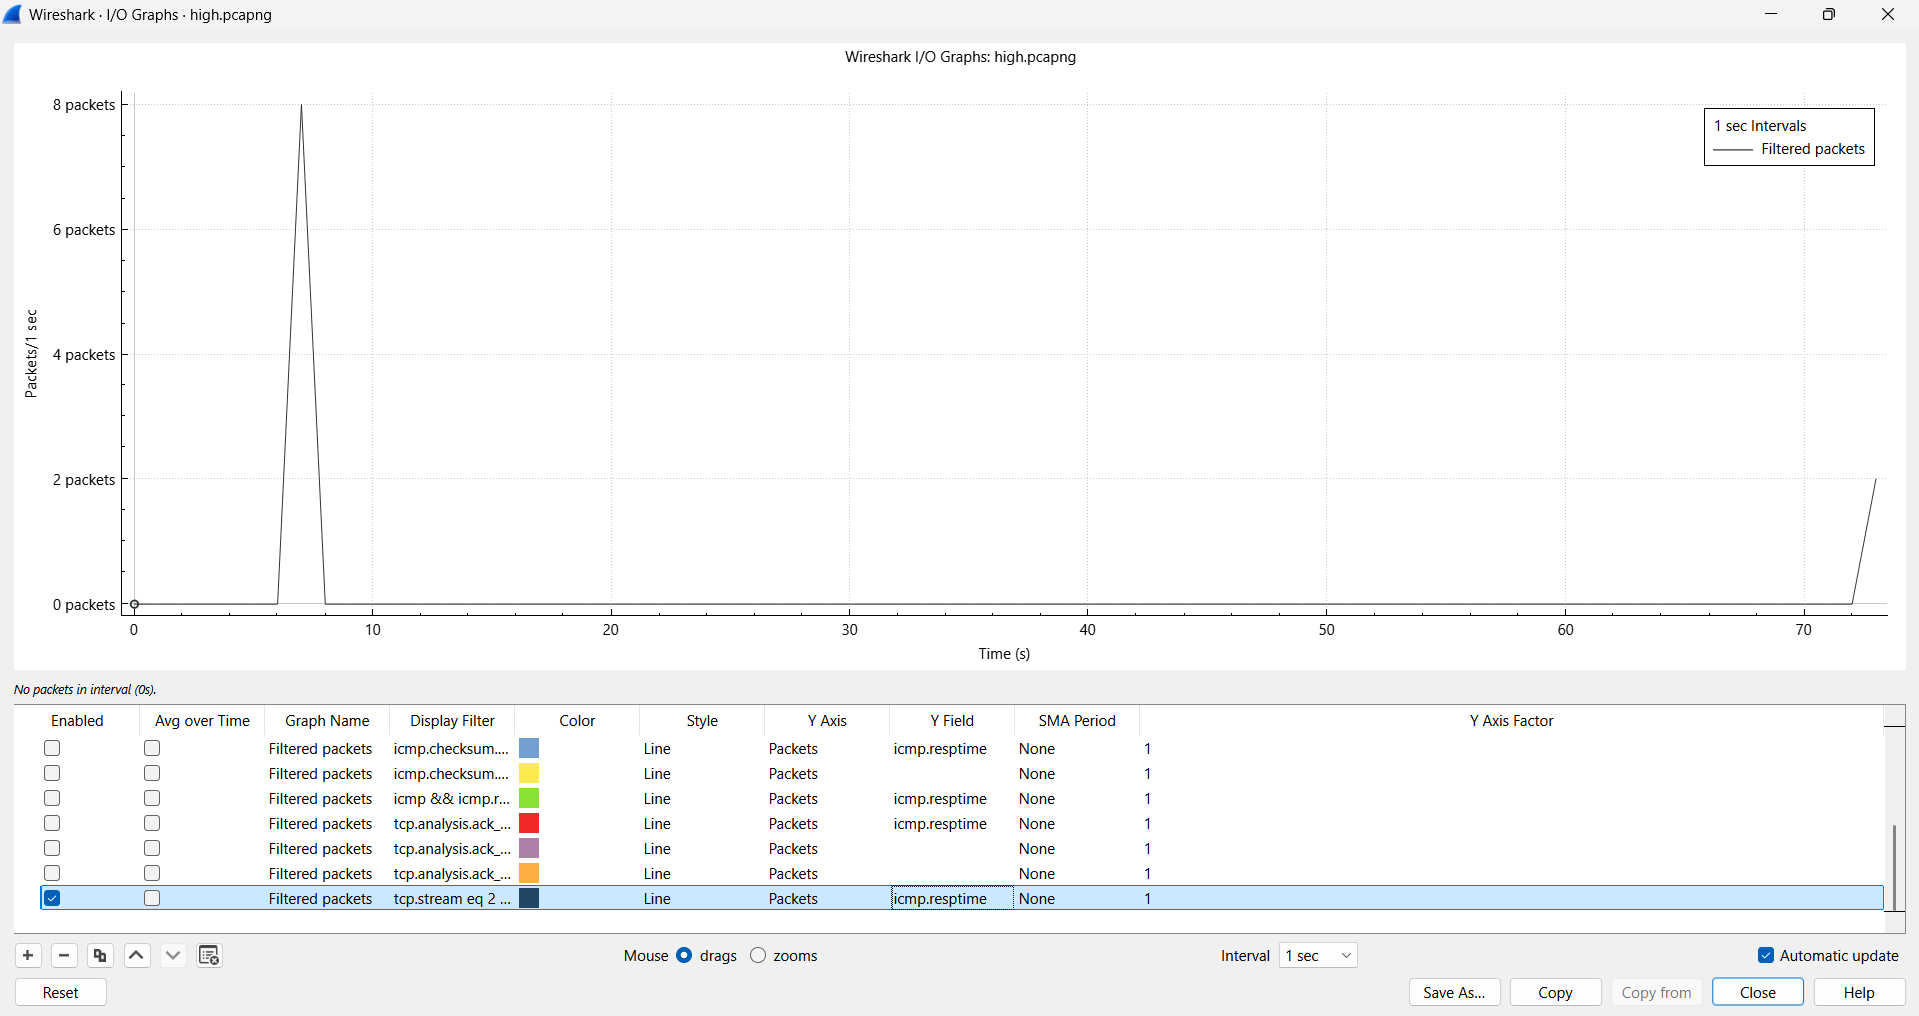 Wireshark · I/O Graphs · high.pcapng
Wireshark I/O Graphs: high.pcapng
8 packets
6 packets
4 packets
2 packets
0 packets
Packets/1 sec
1 sec Intervals
Filtered packets
0 10 20 30 40 50 60 70
Time (s)
No packets in interval (0s).
Enabled Avg over Time Graph Name Display Filter Color Style Y Axis Y Field SMA Period Y Axis Factor
Filtered packets icmp.checksum.... Line Packets icmp.resptime None 1
Filtered packets icmp.checksum.... Line Packets None 1
Filtered packets icmp && icmp.r... Line Packets icmp.resptime None 1
Filtered packets tcp.analysis.ack_... Line Packets icmp.resptime None 1
Filtered packets tcp.analysis.ack_... Line Packets None 1
Filtered packets tcp.analysis.ack_... Line Packets None 1
Filtered packets tcp.stream eq 2 ... Line Packets icmp.resptime None 1
Mouse drags zooms Interval 1 sec Automatic update
Reset Save As... Copy Copy from Close Help